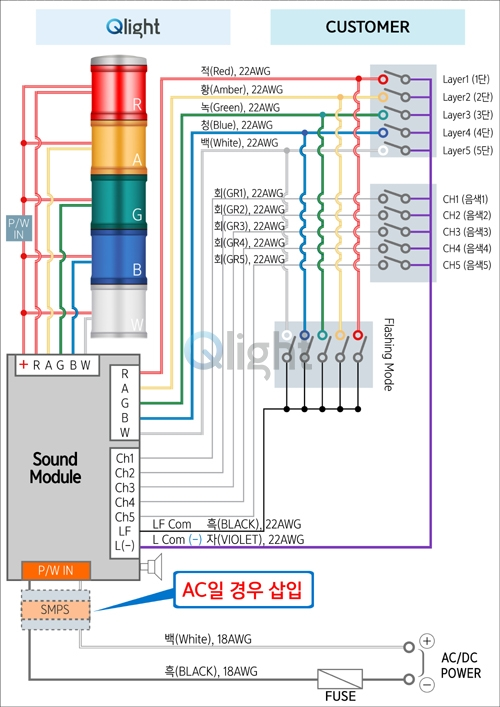 Qlight
CUSTOMER
적(Red), 22AWG
황(Amber), 22AWG
녹(Green), 22AWG
청(Blue), 22AWG
백(White), 22AWG
Layer1 (1단)
Layer2 (2단)
Layer3 (3단)
Layer4 (4단)
Layer5 (5단)
R
A
G
B
W
P/W
IN
회(GR1), 22AWG
회(GR2), 22AWG
회(GR3), 22AWG
회(GR4), 22AWG
회(GR5), 22AWG
CH1 (음색1)
CH2 (음색2)
CH3 (음색3)
CH4 (음색4)
CH5 (음색5)
Qlight
Flashing Mode
+ R A G B W
R
A
G
B
W
Sound
Module
Ch1
Ch2
Ch3
Ch4
Ch5
LF
L(-)
LF Com 흑(BLACK), 22AWG
L Com (-) 자(VIOLET), 22AWG
P/W IN
SMPS
AC일 경우 삽입
백(White), 18AWG
흑(BLACK), 18AWG
FUSE
+
AC/DC
POWER
−